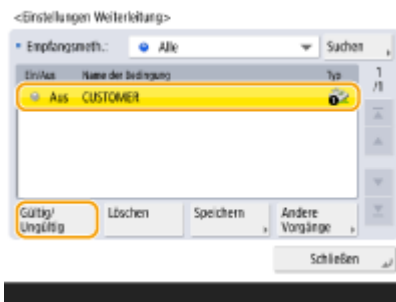 <Einstellungen Weiterleitung>
Empfangsmeth.: Alle Suchen
Ein/Aus Name der Bedingung Typ 1
/1
Aus CUSTOMER
Gültig/ Löschen Speichern Andere
Ungültig Vorgänge
Schließen